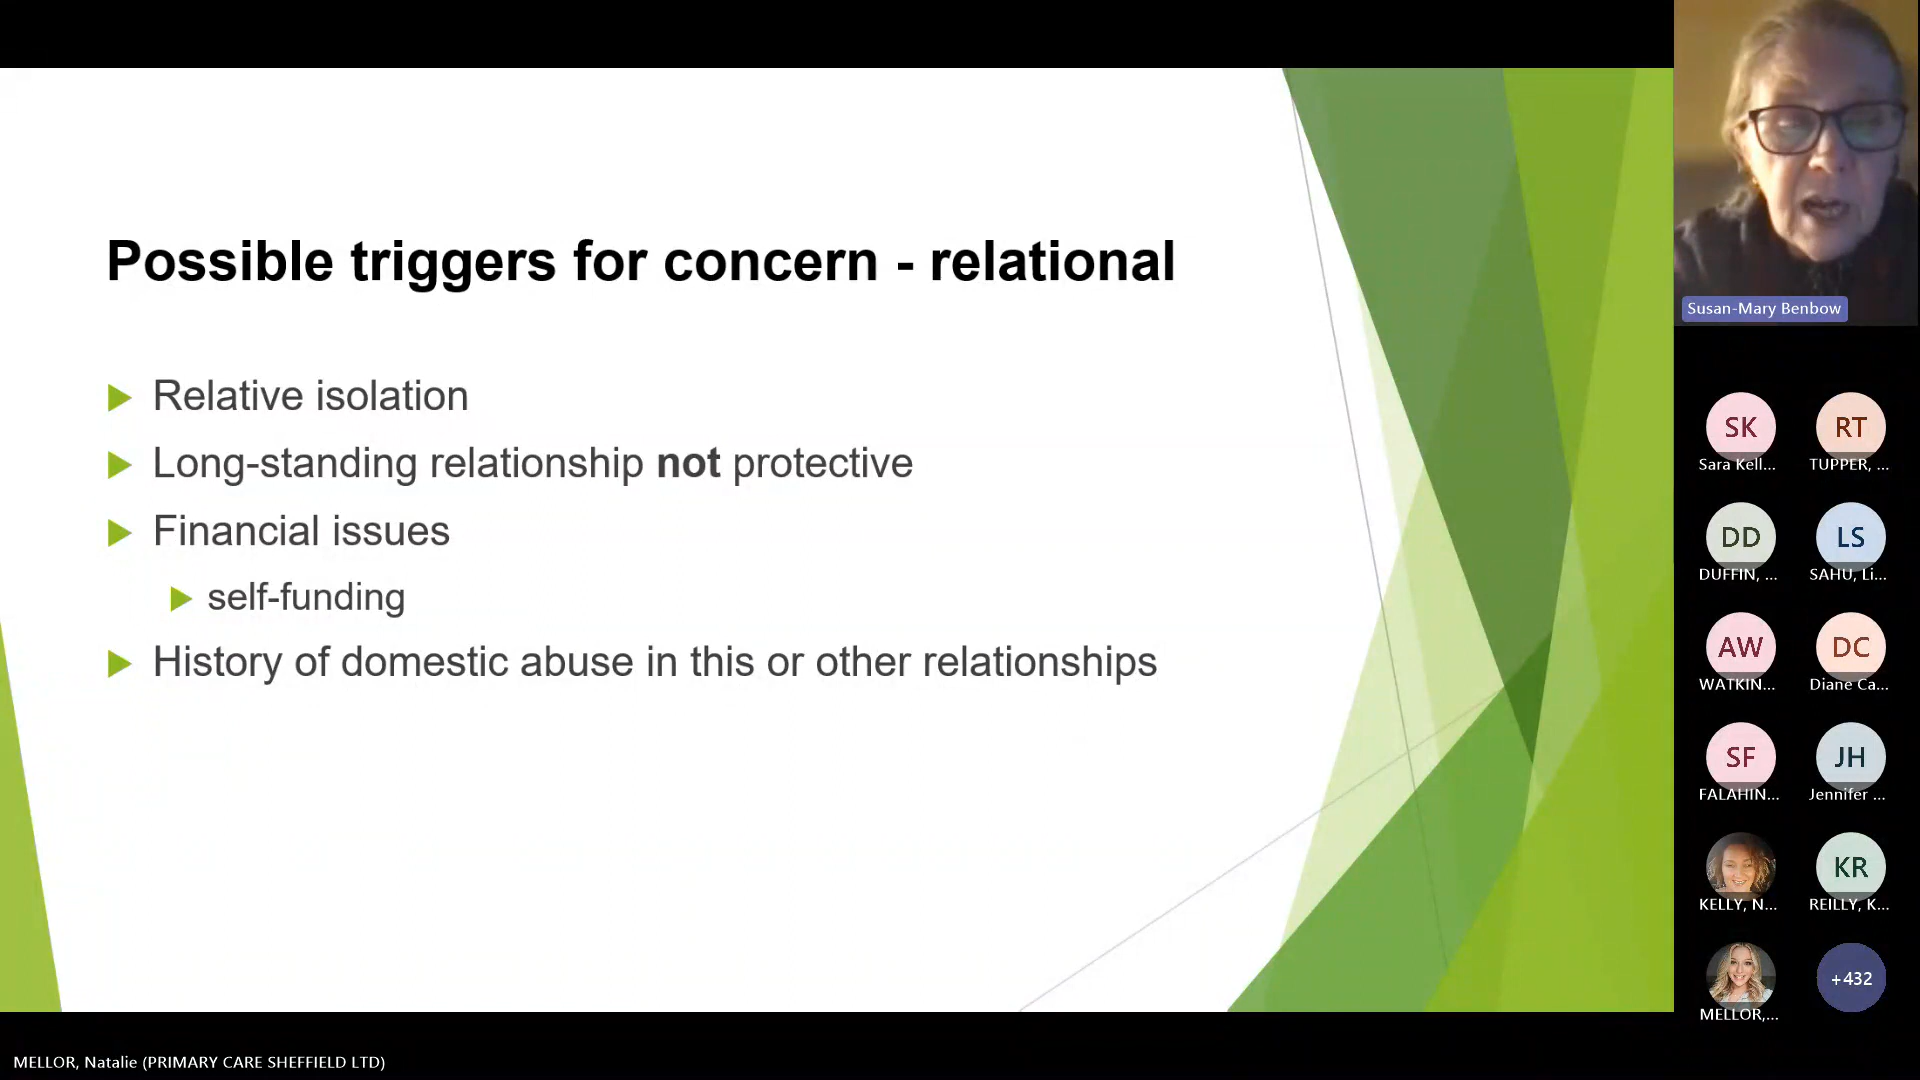 Possible triggers for concern - relational
Relative isolation
Long-standing relationship not protective
Financial issues
self-funding
History of domestic abuse in this or other relationships
Susan-Mary Benbow
SK
Sara Kell...
RT
TUPPER, ...
DD
DUFFIN, ...
LS
SAHU, Li...
AW
WATKIN...
DC
Diane Ca...
SF
FALAHIN...
JH
Jennifer ...
KELLY, N...
KR
REILLY, K...
MELLOR,...
+432
MELLOR, Natalie (PRIMARY CARE SHEFFIELD LTD)